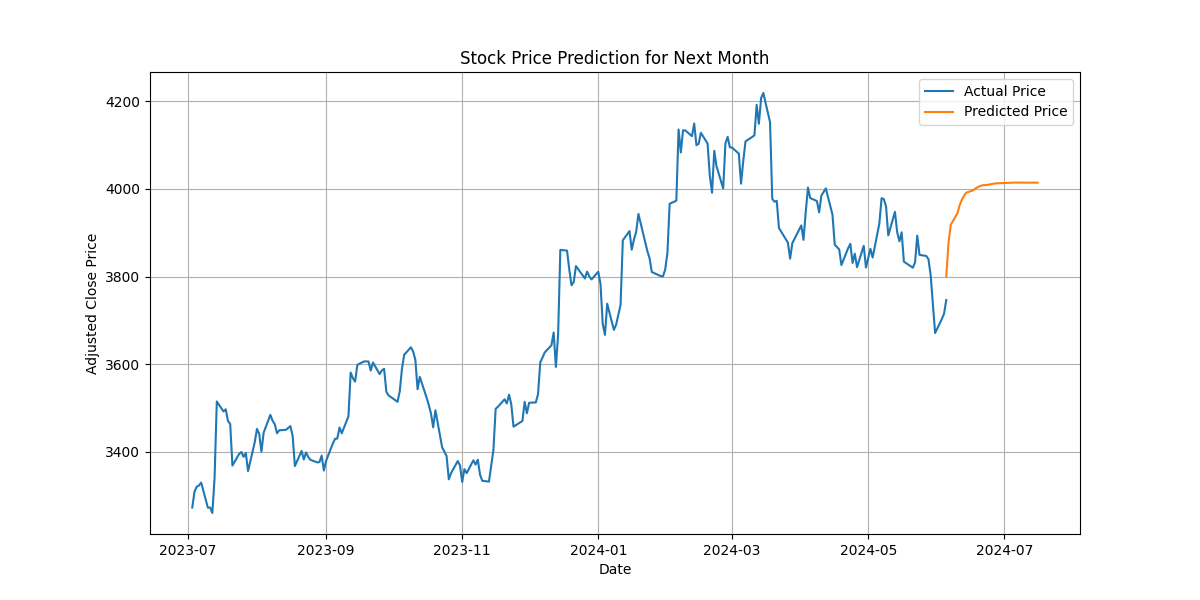 Stock Price Prediction for Next Month
Actual Price
Predicted Price
Adjusted Close Price
4200
4000
3800
3600
3400
2023-07
2023-09
2023-11
2024-01
2024-03
2024-05
2024-07
Date